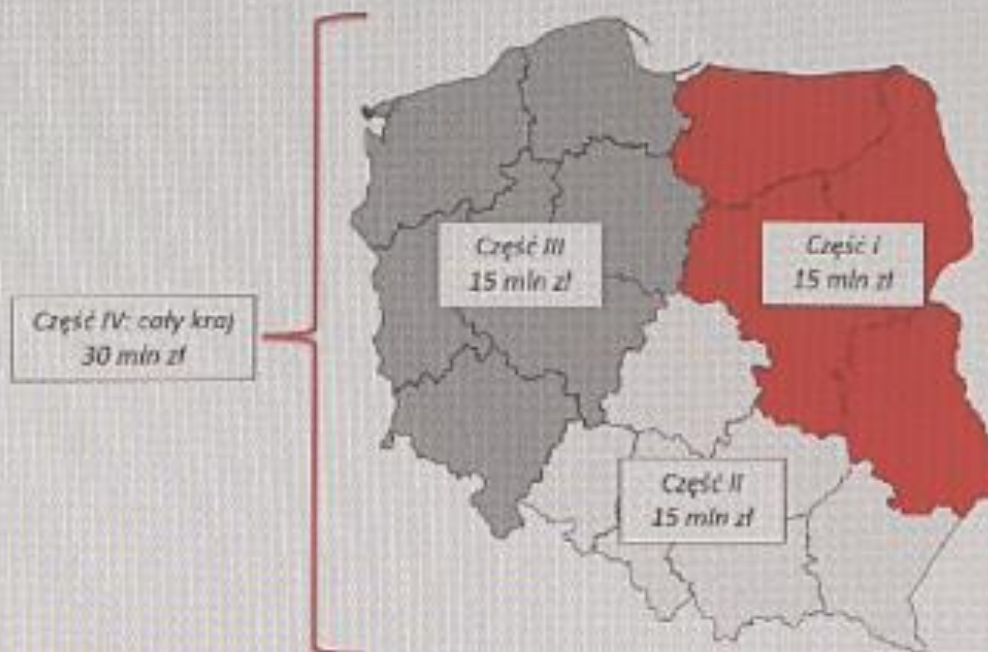 Część III
15 mln zł
Część I
15 mln zł
Część IV: cały kraj
30 mln zł
Część II
15 mln zł